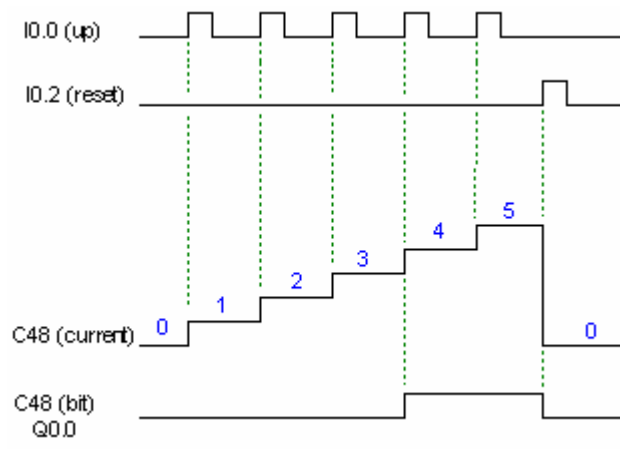 I0.0 (up)
I0.2 (reset)
5
4
3
2
1
0
0
C48 (current)
C48 (bit)
Q0.0